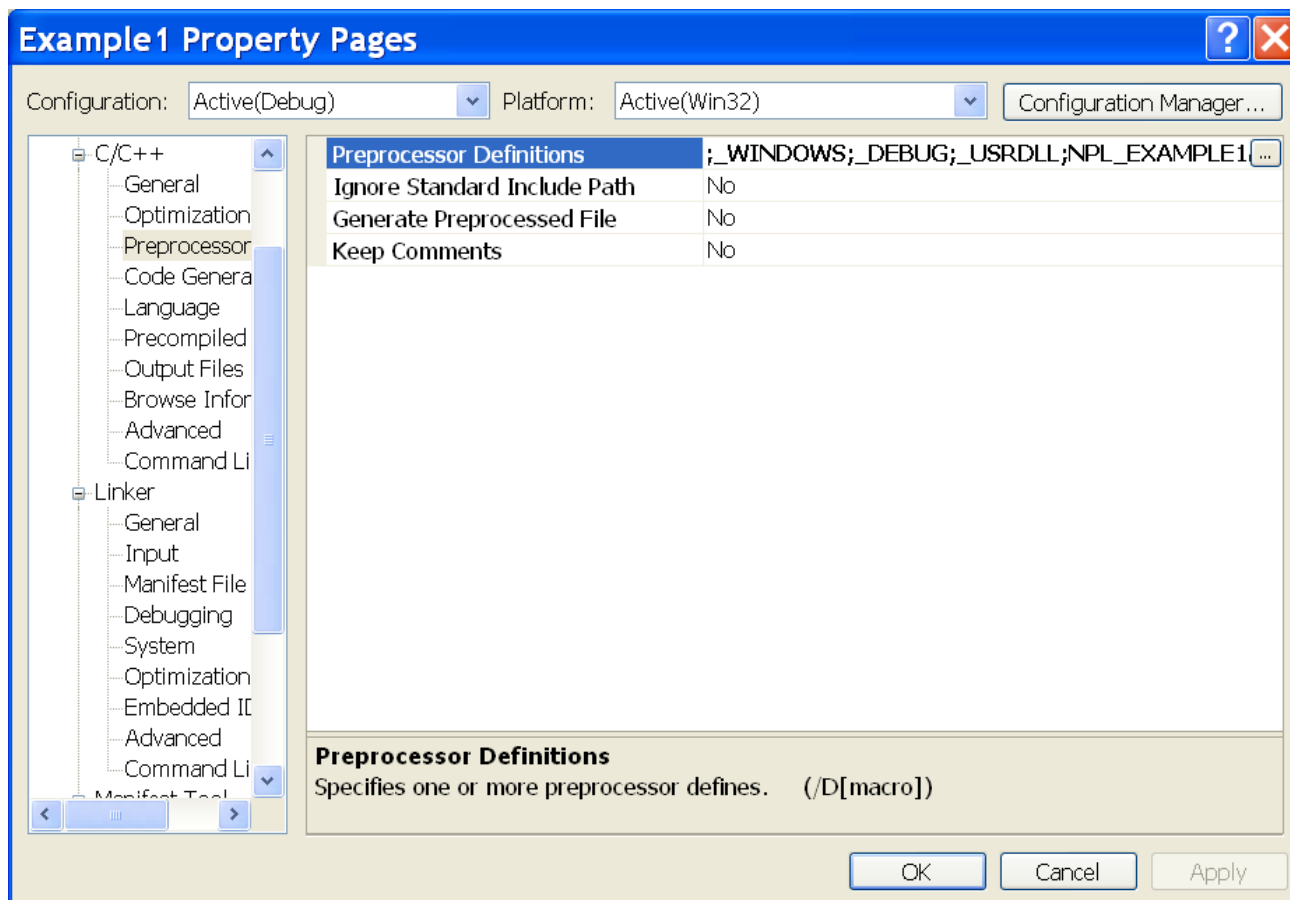 Example1 Property Pages
Configuration: Active(Debug) Platform: Active(Win32) Configuration Manager...
C/C++
General
Optimization
Preprocessor
Code Genera
Language
Precompiled
Output Files
Browse Infor
Advanced
Command Li
Linker
General
Input
Manifest File
Debugging
System
Optimization
Embedded ID
Advanced
Command Li
Manifest Tool
Preprocessor Definitions ;_WINDOWS;_DEBUG;_USRDLL;NPL_EXAMPLE1 ...
Ignore Standard Include Path No
Generate Preprocessed File No
Keep Comments No
Preprocessor Definitions
Specifies one or more preprocessor defines. (/D[macro])
OK Cancel Apply